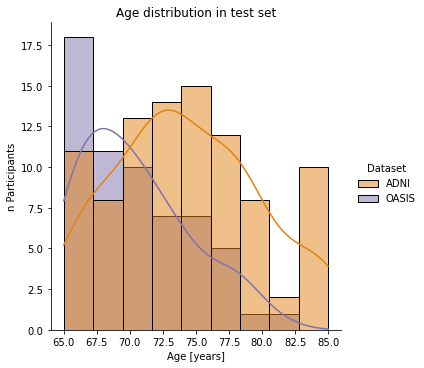 Age distribution in test set
n Participants
17.5
15.0
12.5
10.0
7.5
5.0
2.5
0.0
65.0 67.5 70.0 72.5 75.0 77.5 80.0 82.5 85.0
Age [years]
Dataset
ADNI
OASIS